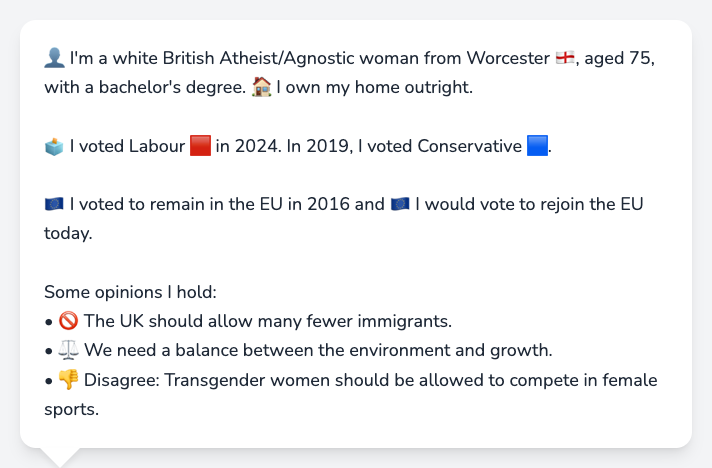 👤 I'm a white British Atheist/Agnostic woman from Worcester 🏴󠁧󠁢󠁥󠁮󠁧󠁿, aged 75,
with a bachelor's degree. 🏠 I own my home outright.
🗳️ I voted Labour 🟥 in 2024. In 2019, I voted Conservative 🟦.
🇪🇺 I voted to remain in the EU in 2016 and 🇪🇺 I would vote to rejoin the EU
today.
Some opinions I hold:
• 🚫 The UK should allow many fewer immigrants.
• ⚖️ We need a balance between the environment and growth.
• 👎 Disagree: Transgender women should be allowed to compete in female
sports.